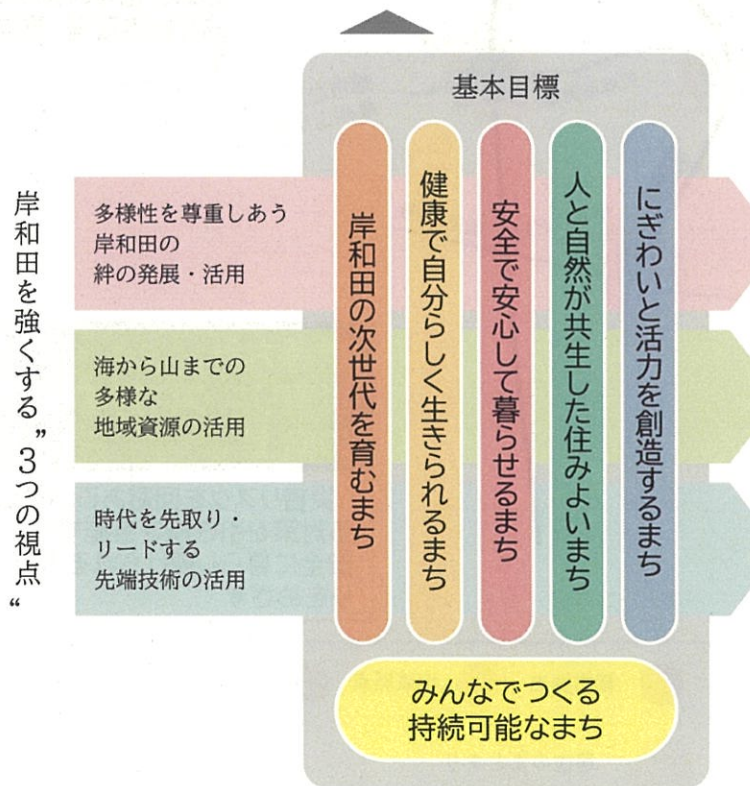 基本目標
岸和田を強くする”3つの視点“
多様性を尊重しあう
岸和田の
絆の発展・活用
海から山までの
多様な
地域資源の活用
時代を先取り・
リードする
先端技術の活用
岸和田の次世代を育むまち
健康で自分らしく生きられるまち
安全で安心して暮らせるまち
人と自然が共生した住みよいまち
にぎわいと活力を創造するまち
みんなでつくる
持続可能なまち